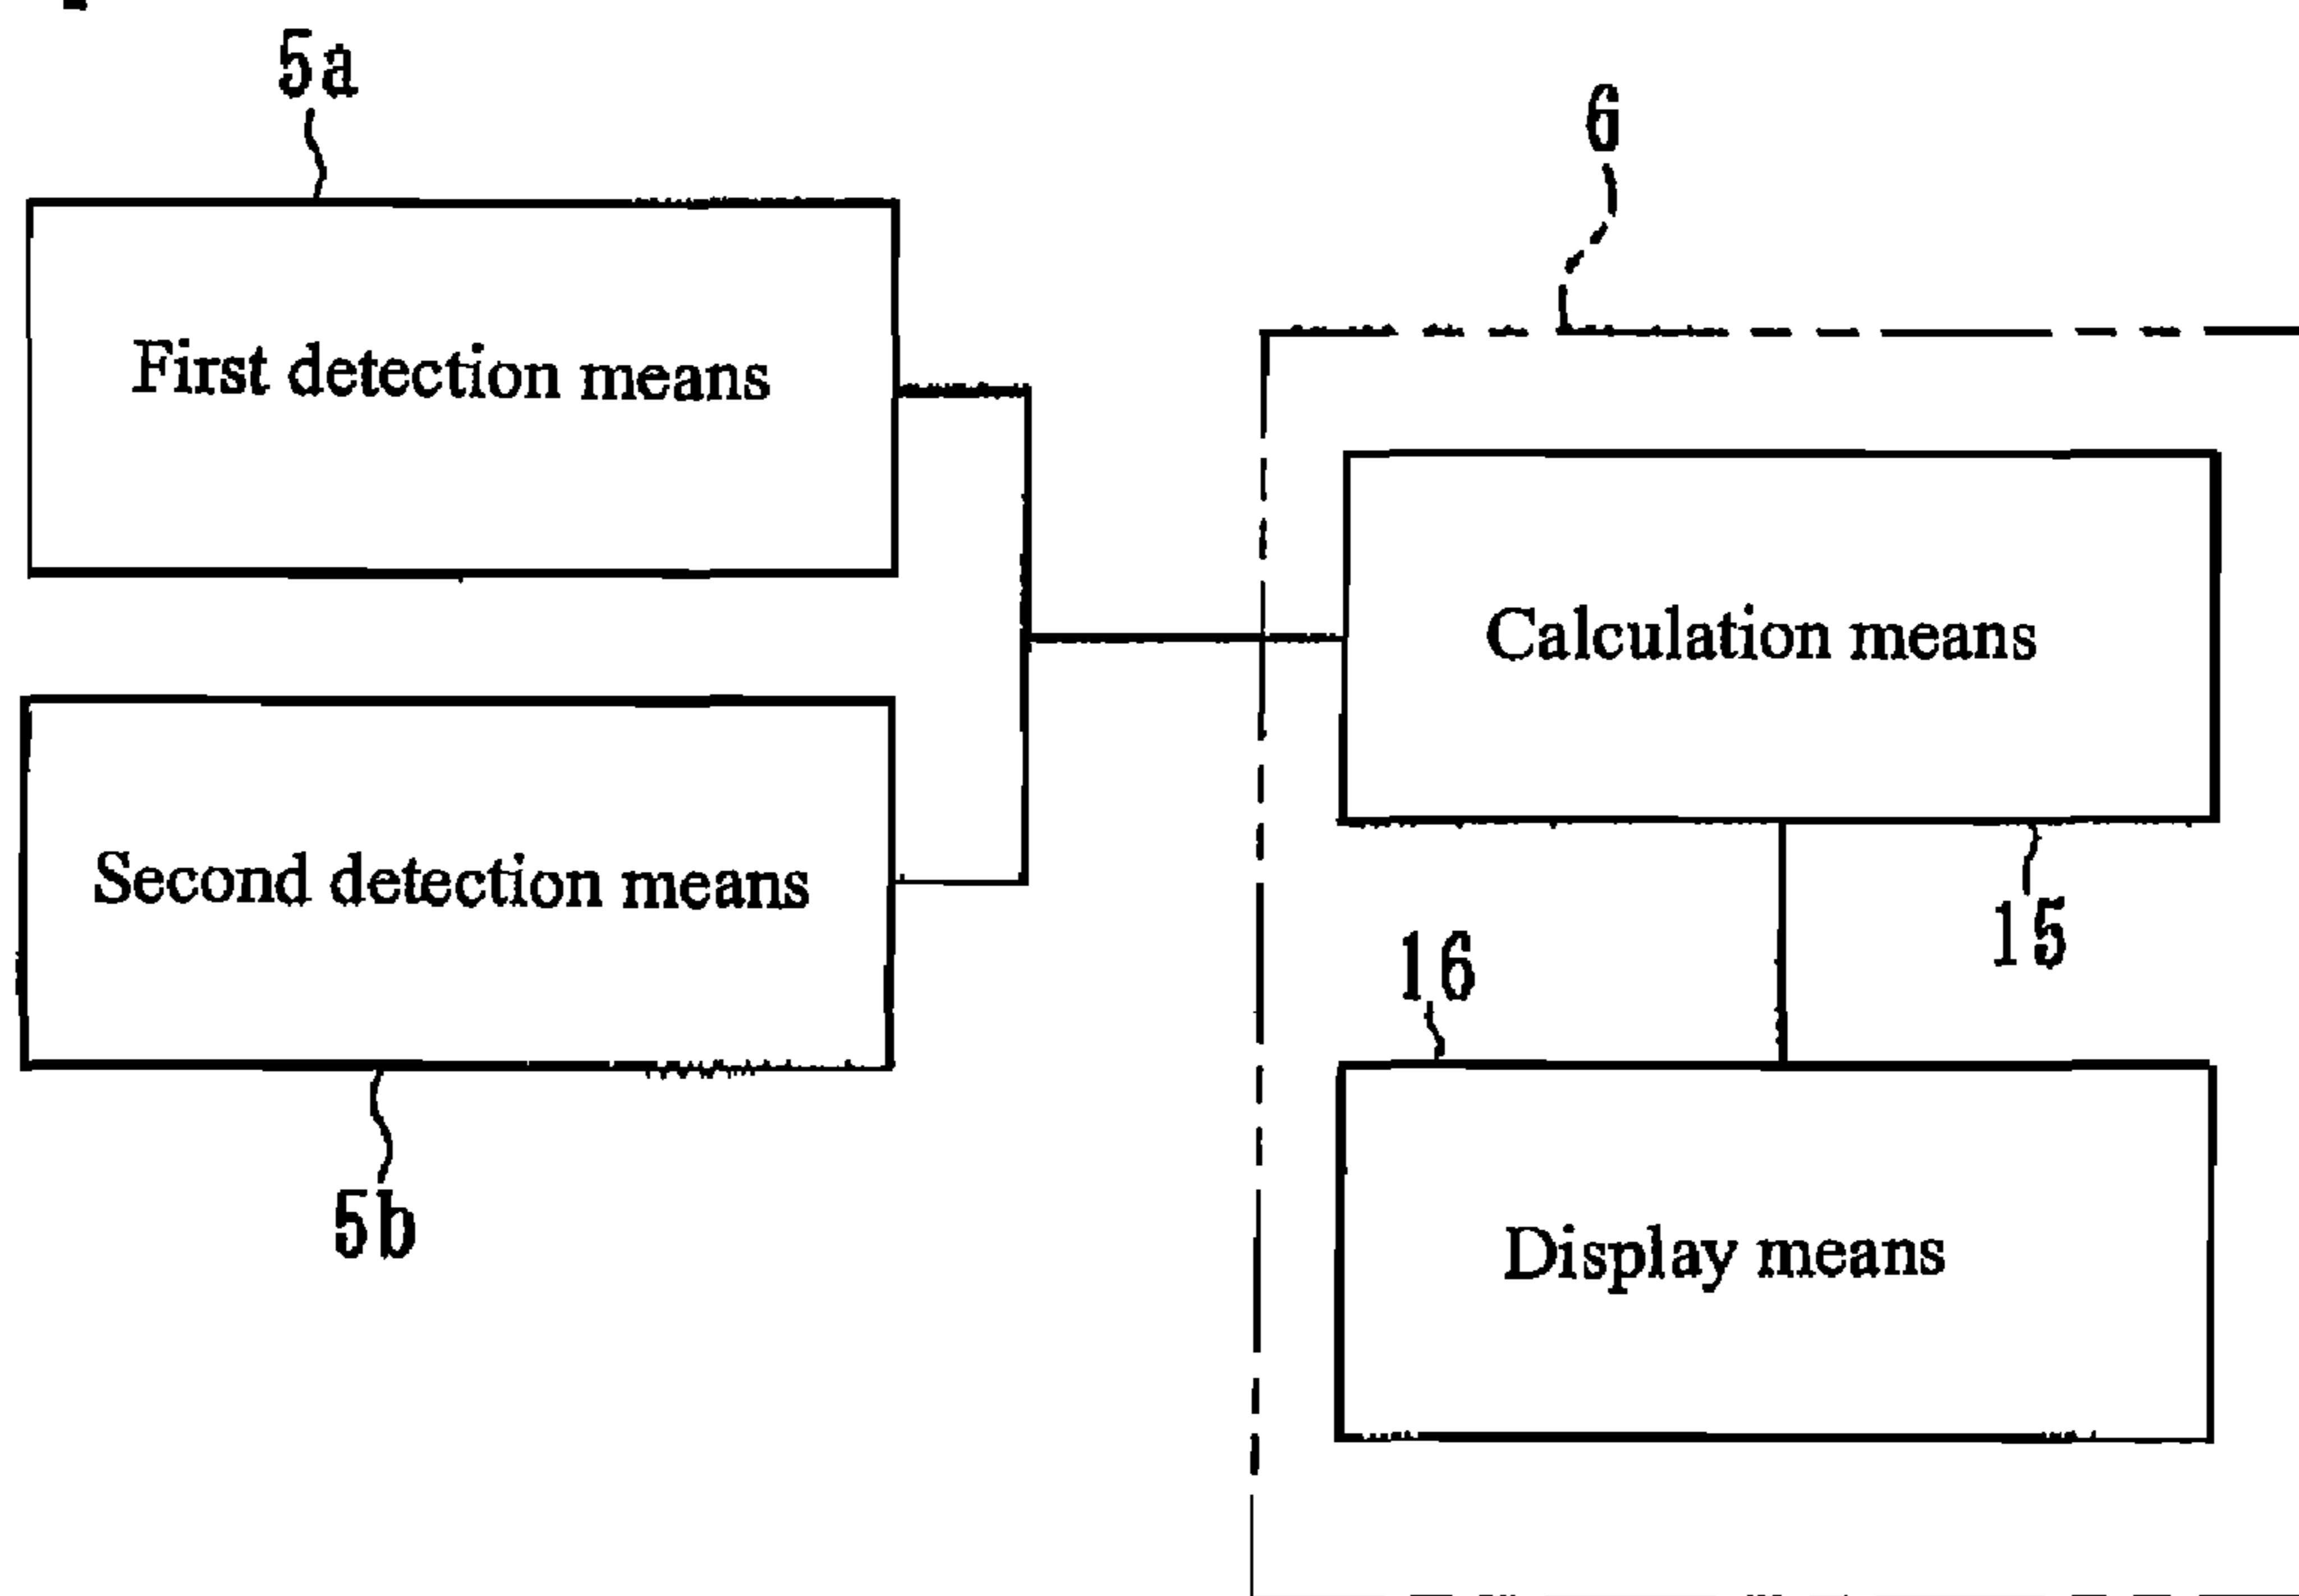 5a
6
First detection means
Calculation means
Second detection means
15
16
5b
Display means